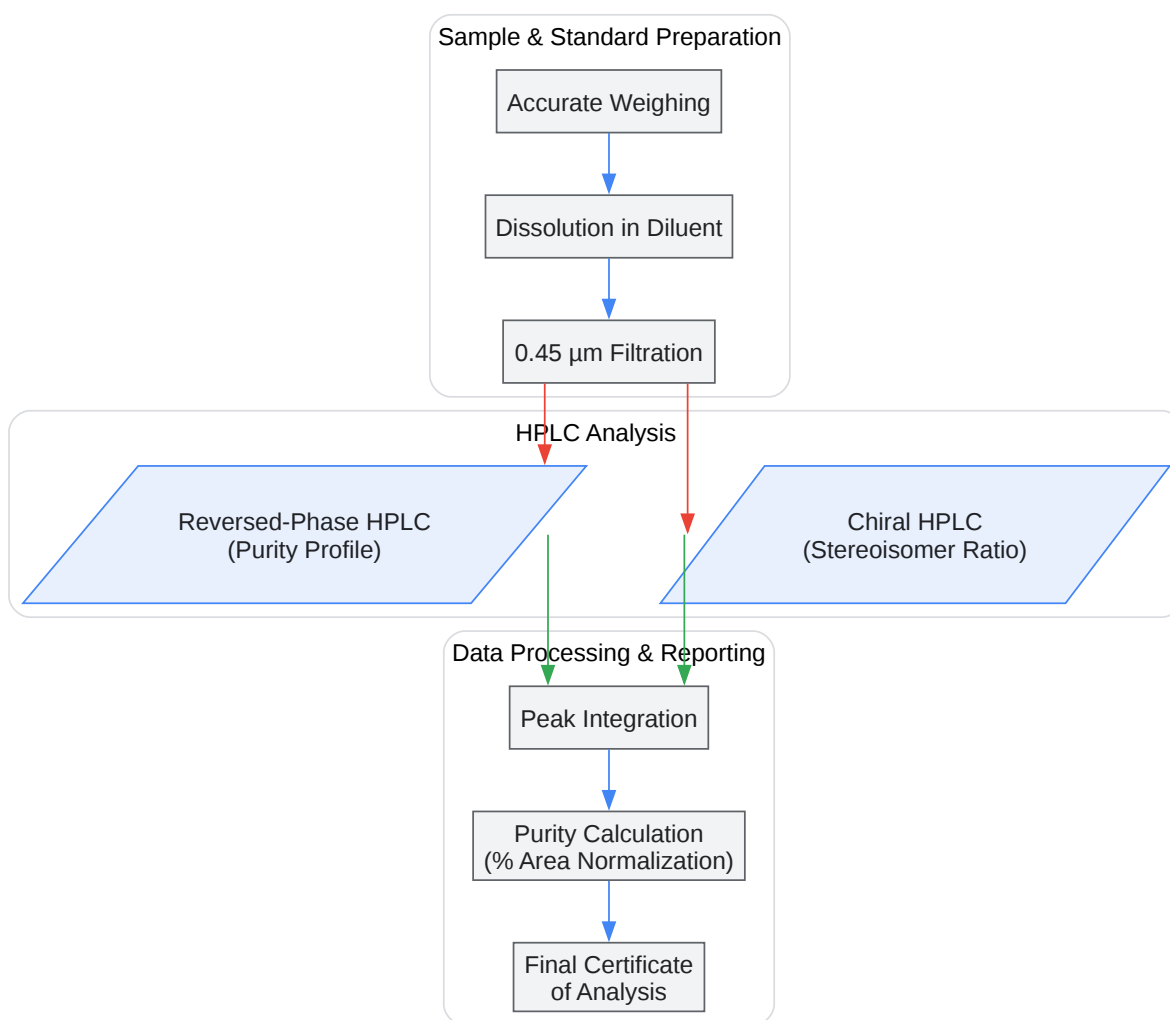 Sample & Standard Preparation
Accurate Weighing
Dissolution in Diluent
0.45 µm Filtration
HPLC Analysis
Reversed-Phase HPLC
(Purity Profile)
Chiral HPLC
(Stereoisomer Ratio)
Data Processing & Reporting
Peak Integration
Purity Calculation
(% Area Normalization)
Final Certificate
of Analysis